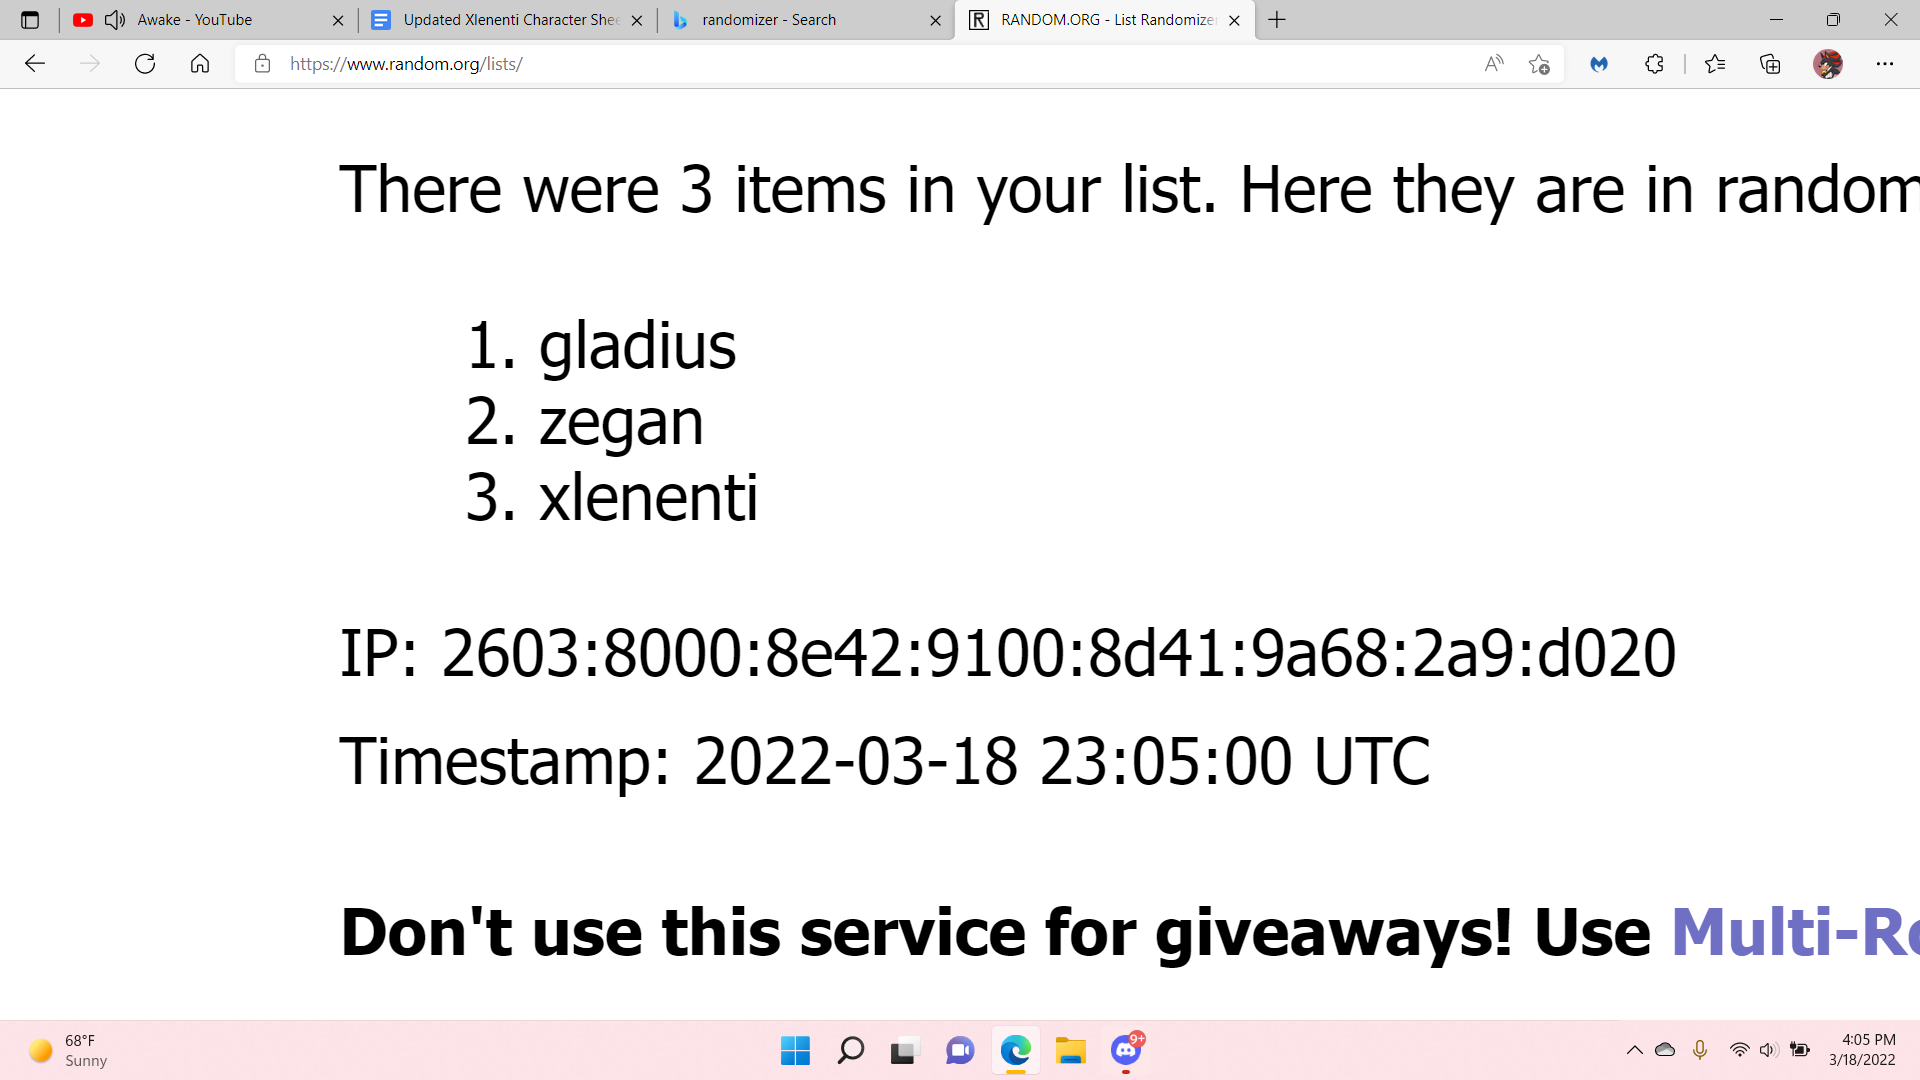 Awake - YouTube
Updated Xlenenti Character Shee
randomizer - Search
RANDOM.ORG - List Randomizer
https://www.random.org/lists/
There were 3 items in your list. Here they are in random
1. gladius
2. zegan
3. xlenenti
IP: 2603:8000:8e42:9100:8d41:9a68:2a9:d020
Timestamp: 2022-03-18 23:05:00 UTC
Don't use this service for giveaways! Use Multi-Ro
68°F
Sunny
9+
4:05 PM
3/18/2022